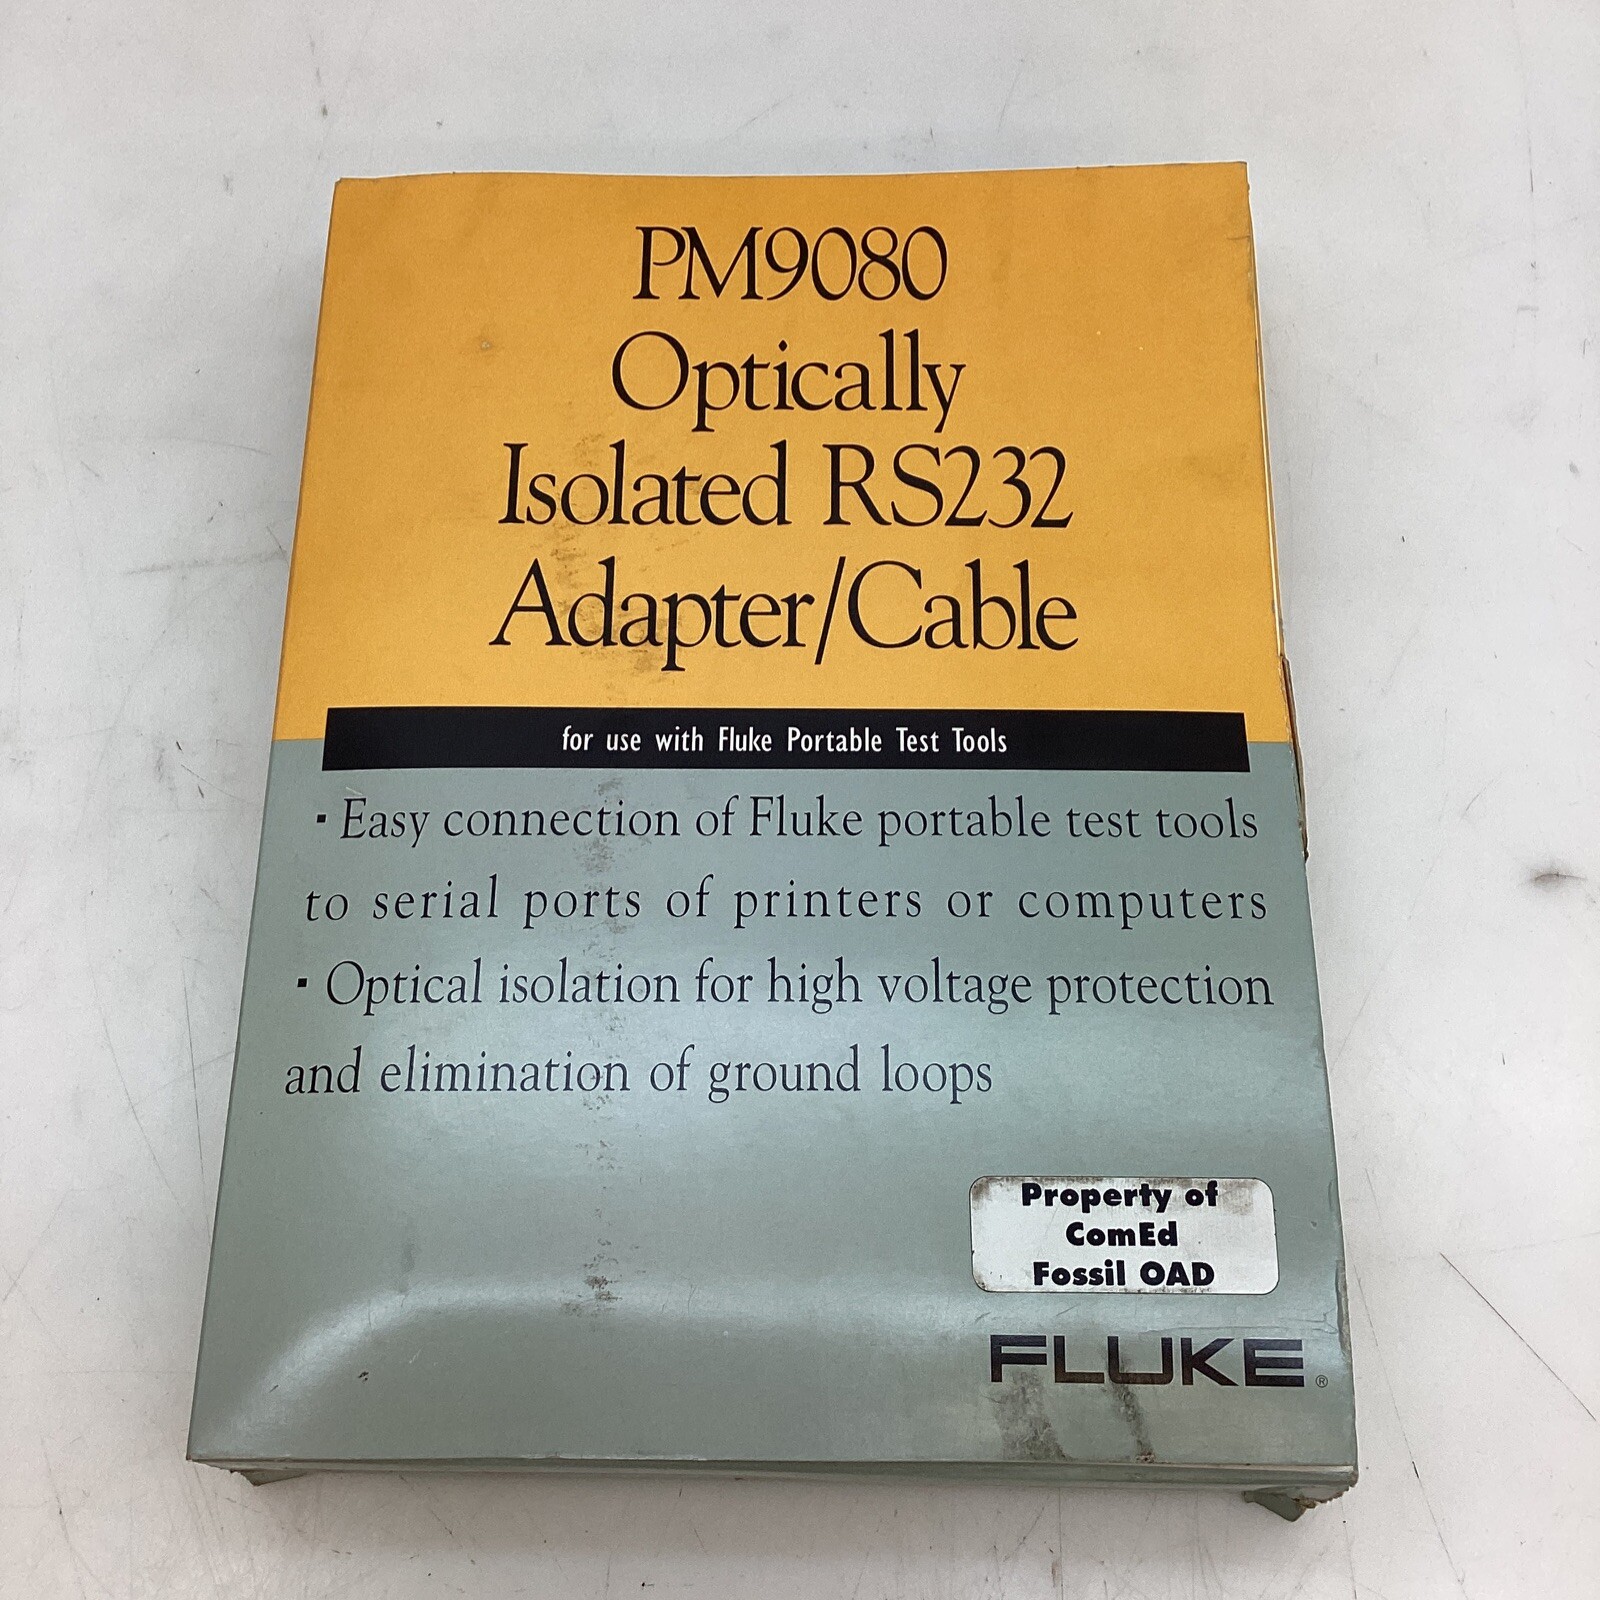 PM9080
Optically
Isolated RS232
Adapter/Cable
for use with Fluke Portable Test Tools
▪ Easy connection of Fluke portable test tools
to serial ports of printers or computers
▪ Optical isolation for high voltage protection
and elimination of ground loops
Property of
ComEd
Fossil OAD
FLUKE®